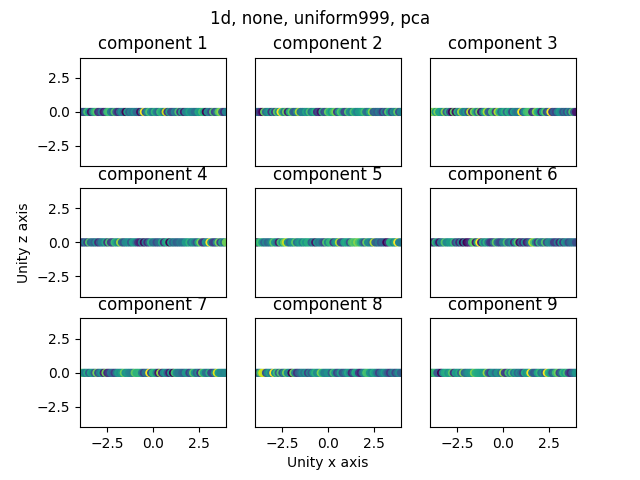 1d, none, uniform999, pca
component 1
component 2
component 3
2.5
0.0
−2.5
component 4
component 5
component 6
2.5
0.0
−2.5
Unity z axis
component 7
component 8
component 9
2.5
0.0
−2.5
−2.5 0.0 2.5
−2.5 0.0 2.5
−2.5 0.0 2.5
Unity x axis